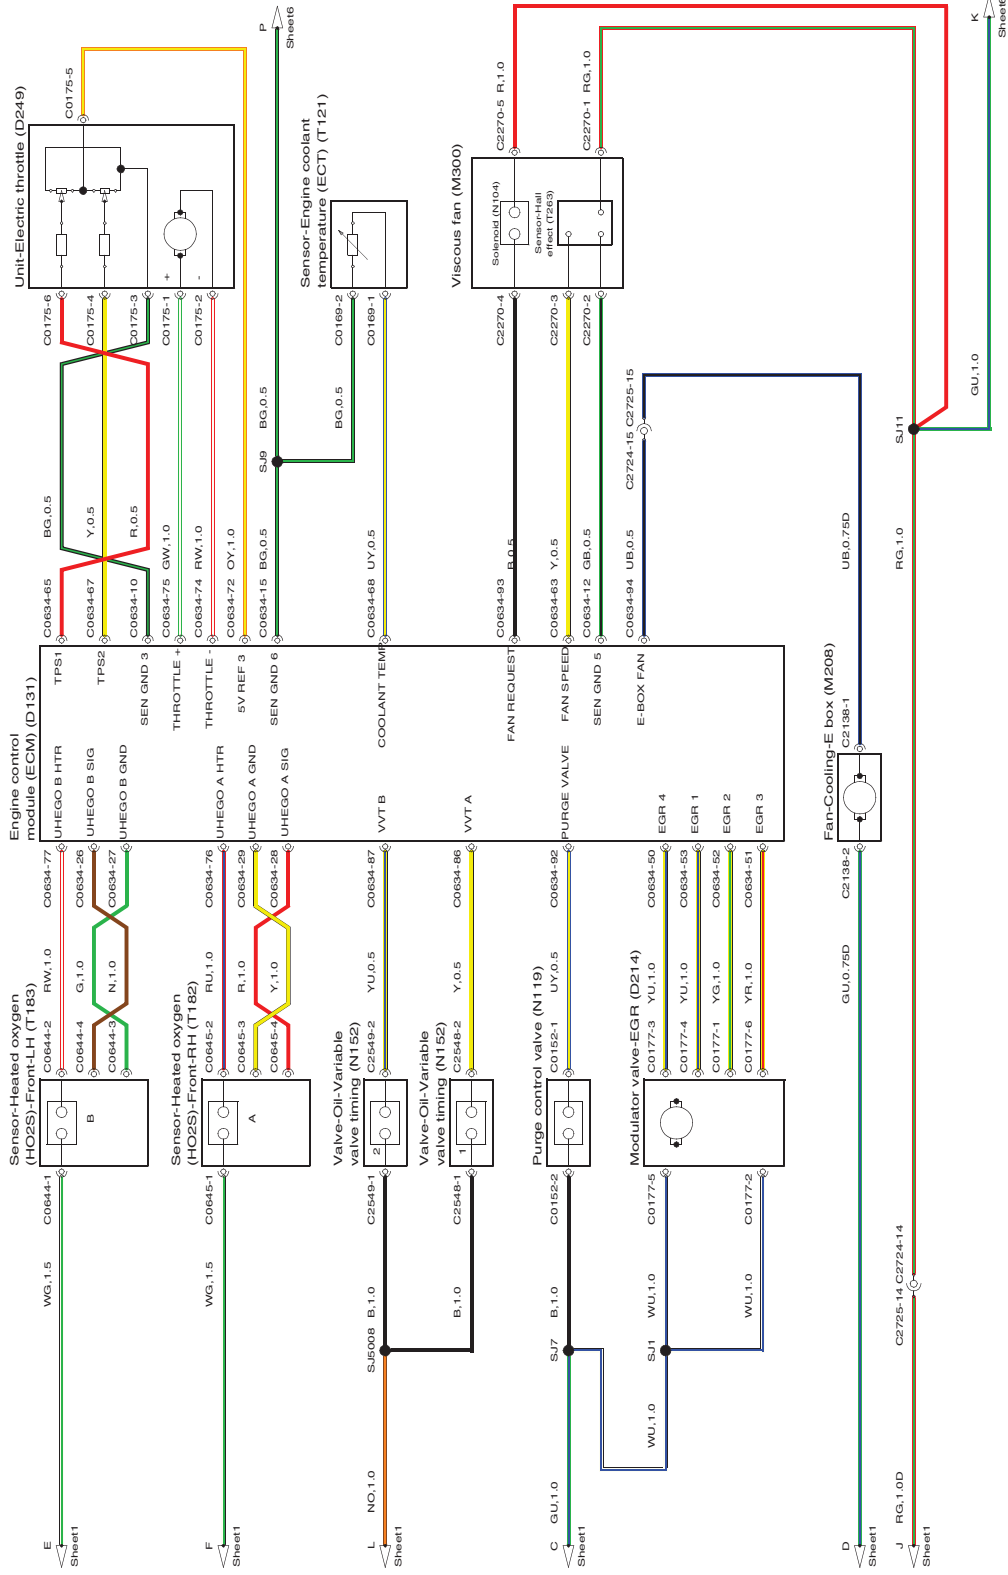 E
Sheet1
WG,1.5
C0644-1
Sensor-Heated oxygen
(HO2S)-Front-LH (T183)
B
C0644-2
C0644-4
C0644-3
RW,1.0
G,1.0
N,1.0
C0634-77
C0634-26
C0634-27
Engine control
module (ECM) (D131)
UHEGO B HTR
UHEGO B SIG
UHEGO B GND
TPS1
TPS2
SEN GND 3
THROTTLE +
THROTTLE -
5V REF 3
SEN GND 6
C0634-65
C0634-67
C0634-10
C0634-75
C0634-74
C0634-72
C0634-15
BG,0.5
Y,0.5
R,0.5
GW,1.0
RW,1.0
OY,1.0
BG,0.5
C0175-6
C0175-4
C0175-3
C0175-1
C0175-2
Unit-Electric throttle (D249)
+
-
C0175-5
SJ9
BG,0.5
P
Sheet6
F
Sheet1
WG,1.5
C0645-1
Sensor-Heated oxygen
(HO2S)-Front-RH (T182)
A
C0645-2
C0645-3
C0645-4
RU,1.0
R,1.0
Y,1.0
C0634-76
C0634-29
C0634-28
UHEGO A HTR
UHEGO A GND
UHEGO A SIG
BG,0.5
C0169-2
C0169-1
Sensor-Engine coolant
temperature (ECT) (T121)
L
Sheet1
NO,1.0
SJ5008
B,1.0
C2549-1
Valve-Oil-Variable
valve timing (N152)
2
C2549-2
YU,0.5
C0634-87
VVT B
COOLANT TEMP
C0634-68
UY,0.5
B,1.0
C2548-1
Valve-Oil-Variable
valve timing (N152)
1
C2548-2
Y,0.5
C0634-86
VVT A
FAN REQUEST
C0634-93
B,0.5
C2270-4
Viscous fan (M300)
Solenoid (N104)
Sensor-Hall
effect (T263)
C2270-5
R,1.0
C
Sheet1
GU,1.0
SJ7
B,1.0
C0152-2
Purge control valve (N119)
C0152-1
UY,0.5
C0634-92
PURGE VALVE
FAN SPEED
SEN GND 5
E-BOX FAN
C0634-63
C0634-12
C0634-94
Y,0.5
GB,0.5
UB,0.5
C2270-3
C2270-2
C2270-1
RG,1.0
C2724-15
C2725-15
WU,1.0
SJ1
WU,1.0
WU,1.0
C0177-5
C0177-2
Modulator valve-EGR (D214)
C0177-3
C0177-4
C0177-1
C0177-6
YU,1.0
YU,1.0
YG,1.0
YR,1.0
C0634-50
C0634-53
C0634-52
C0634-51
EGR 4
EGR 1
EGR 2
EGR 3
D
Sheet1
GU,0.75D
C2138-2
Fan-Cooling-E box (M208)
C2138-1
UB,0.75D
J
Sheet1
RG,1.0D
C2725-14
C2724-14
RG,1.0
SJ11
GU,1.0
K
Sheet6